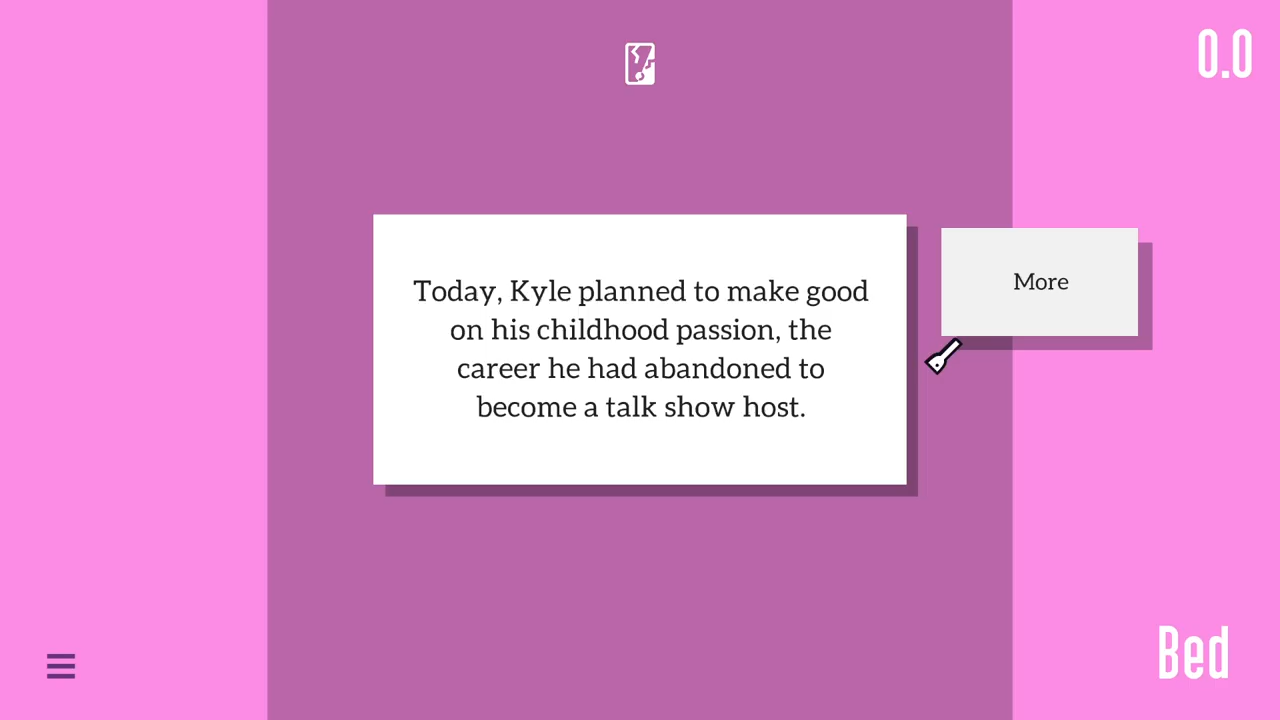 0.0
Today, Kyle planned to make good
on his childhood passion, the
career he had abandoned to
become a talk show host.
More
Bed